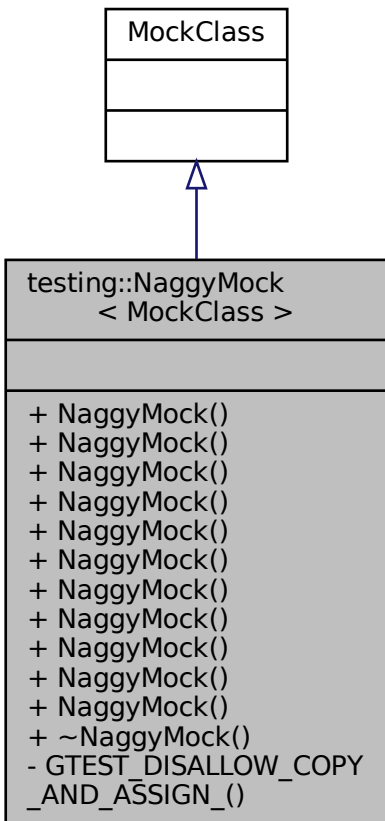 MockClass
testing::NaggyMock
< MockClass >
+ NaggyMock()
+ NaggyMock()
+ NaggyMock()
+ NaggyMock()
+ NaggyMock()
+ NaggyMock()
+ NaggyMock()
+ NaggyMock()
+ NaggyMock()
+ NaggyMock()
+ NaggyMock()
+ ~NaggyMock()
- GTEST_DISALLOW_COPY
_AND_ASSIGN_()